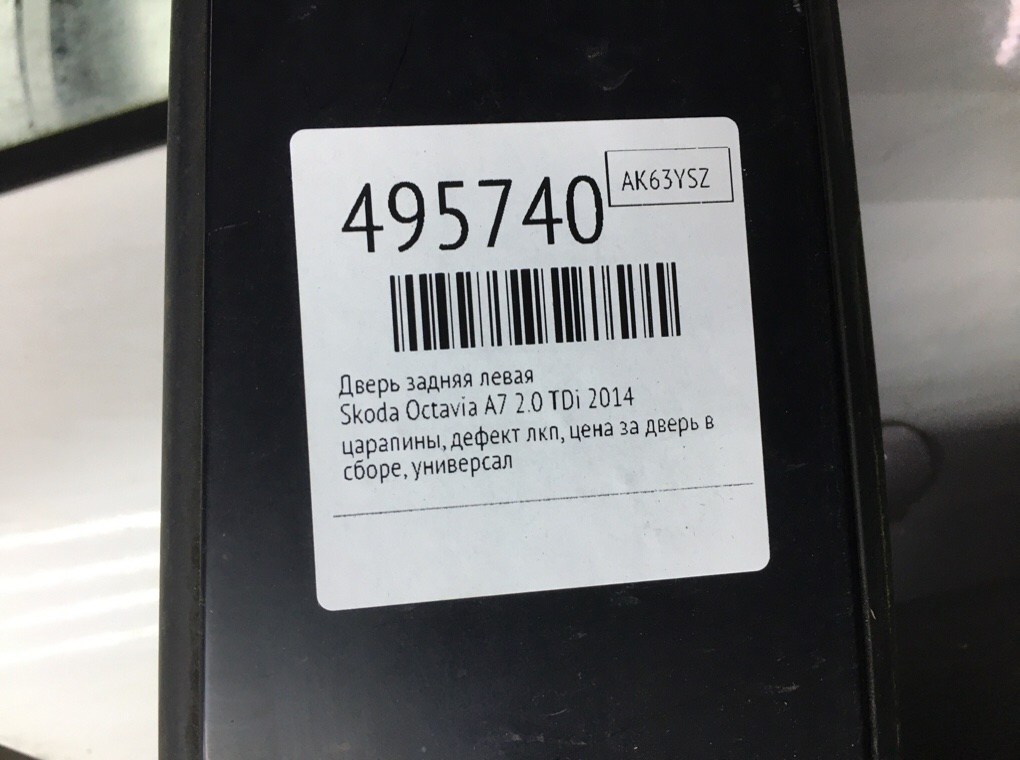 495740
AK63YSZ
Дверь задняя левая
Skoda Octavia A7 2.0 TDi 2014
царапины, дефект лкп, цена за дверь в
сборе, универсал